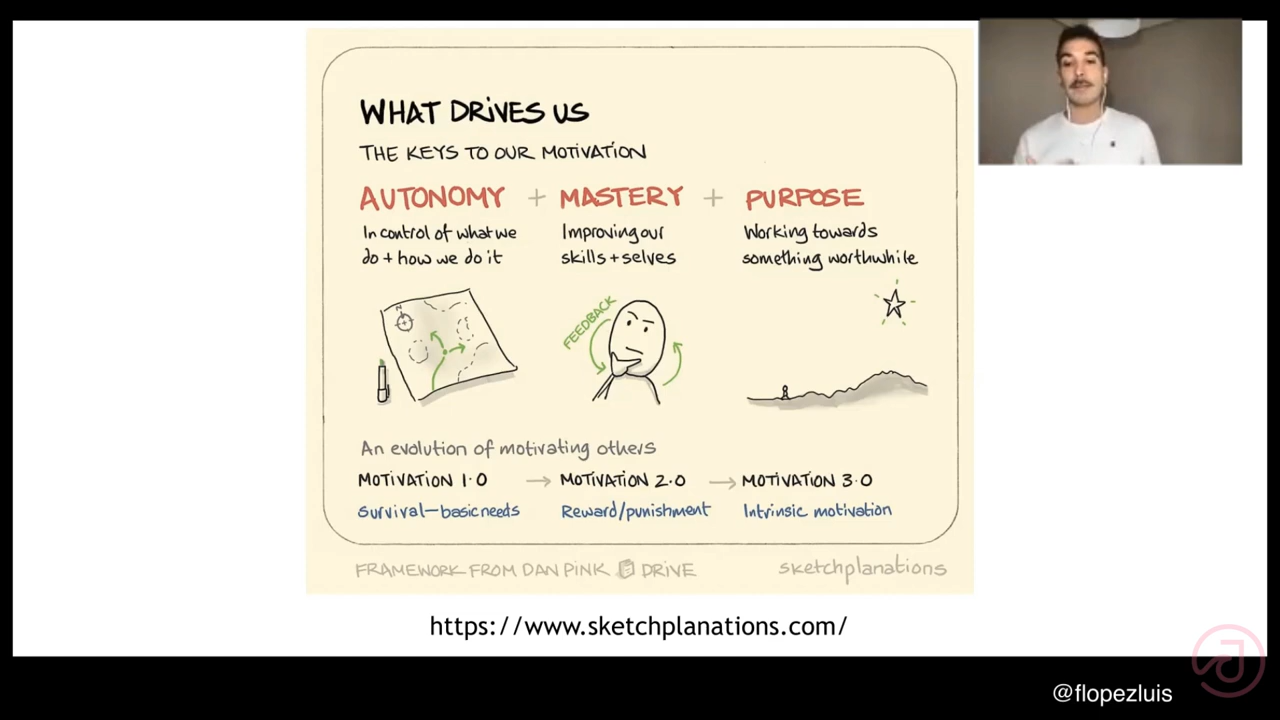 WHAT DRIVES US
THE KEYS TO OUR MOTIVATION
AUTONOMY + MASTERY + PURPOSE
In control of what we do + how we do it
Improving our skills + selves
Working towards something worthwhile
N
FEEDBACK
An evolution of motivating others
MOTIVATION 1.0 → MOTIVATION 2.0 → MOTIVATION 3.0
Survival—basic needs
Reward/punishment
Intrinsic motivation
FRAMEWORK FROM DAN PINK DRIVE
sketchplanations
https://www.sketchplanations.com/
@flopezluis